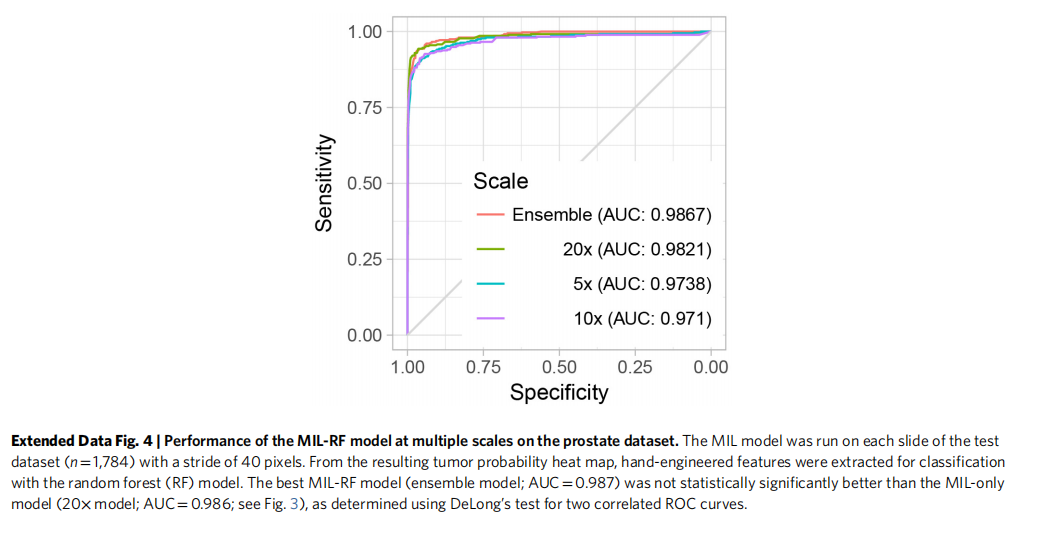 1.00
0.75
0.50
0.25
0.00
Sensitivity
Scale
Ensemble (AUC: 0.9867)
20x (AUC: 0.9821)
5x (AUC: 0.9738)
10x (AUC: 0.971)
1.00 0.75 0.50 0.25 0.00
Specificity
Extended Data Fig. 4 | Performance of the MIL-RF model at multiple scales on the prostate dataset. The MIL model was run on each slide of the test
dataset (n=1,784) with a stride of 40 pixels. From the resulting tumor probability heat map, hand-engineered features were extracted for classification
with the random forest (RF) model. The best MIL-RF model (ensemble model; AUC=0.987) was not statistically significantly better than the MIL-only
model (20x model; AUC=0.986; see Fig. 3), as determined using DeLong's test for two correlated ROC curves.